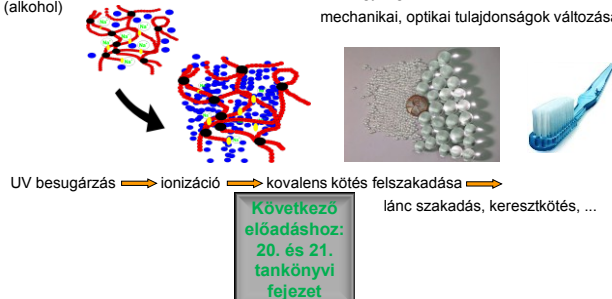 (alkohol)
mechanikai, optikai tulajdonságok változása
Na
UV besugárzás ionizáció kovalens kötés felszakadása
lánc szakadás, keresztkötés, ...
Következő
előadáshoz:
20. és 21.
tankönyvi
fejezet